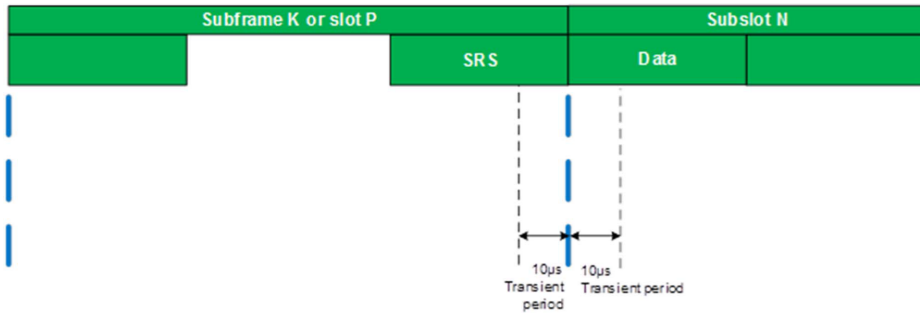 Subframe K or slot P
Subslot N
SRS
Data
10µs
Transient
period
10µs
Transient period